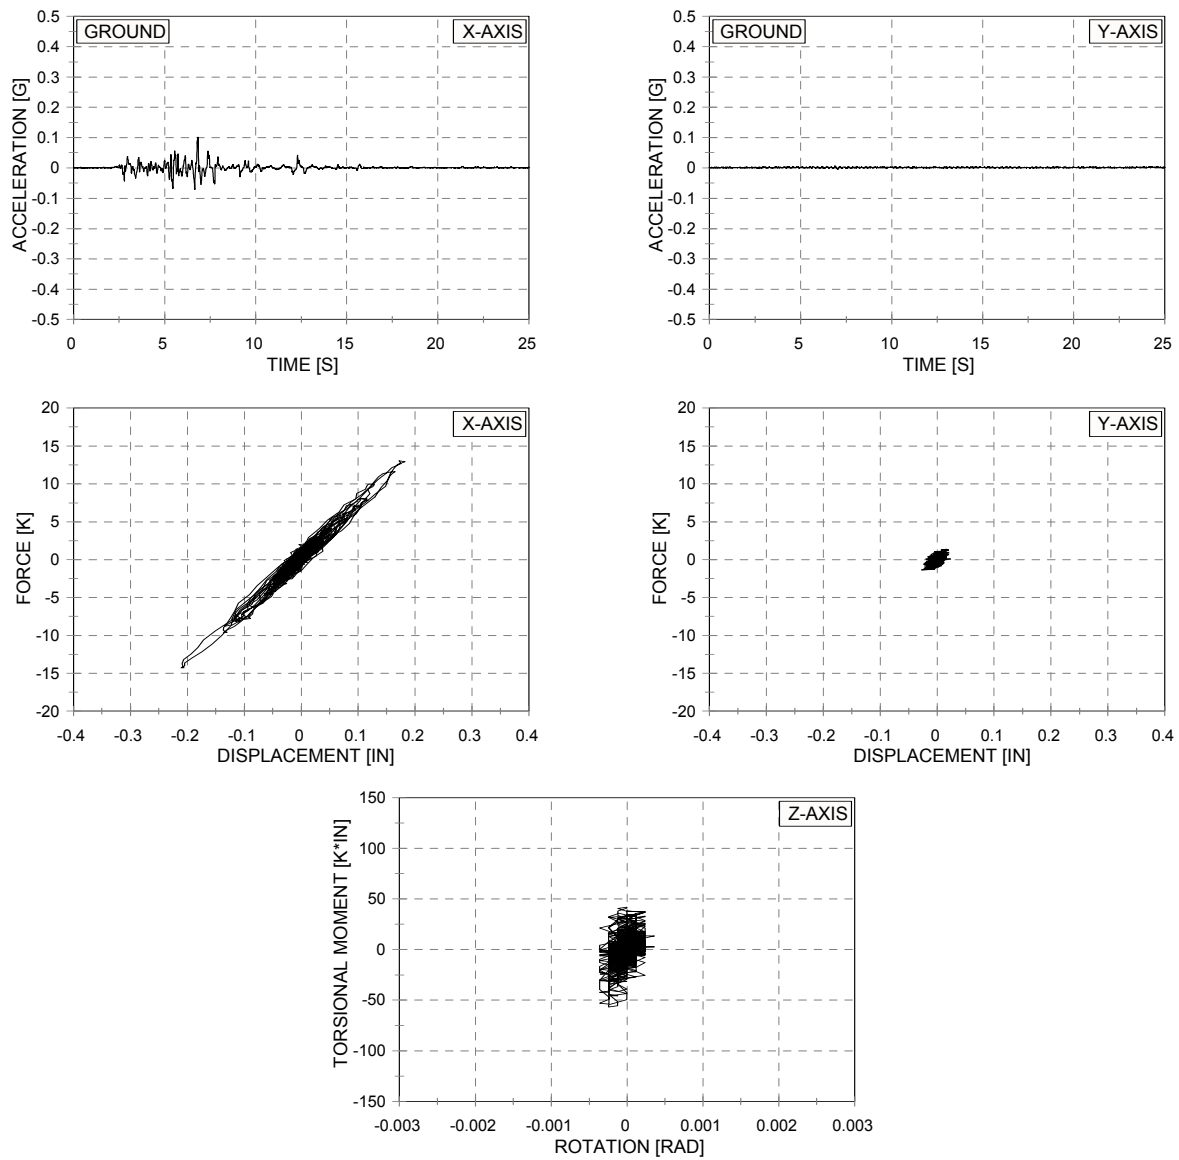 GROUND
X-AXIS
ACCELERATION [G]
0.5
0.4
0.3
0.2
0.1
0
-0.1
-0.2
-0.3
-0.4
-0.5
0 5 10 15 20 25
TIME [S]
GROUND
Y-AXIS
ACCELERATION [G]
0.5
0.4
0.3
0.2
0.1
0
-0.1
-0.2
-0.3
-0.4
-0.5
0 5 10 15 20 25
TIME [S]
X-AXIS
FORCE [K]
20
15
10
5
0
-5
-10
-15
-20
-0.4 -0.3 -0.2 -0.1 0 0.1 0.2 0.3 0.4
DISPLACEMENT [IN]
Y-AXIS
FORCE [K]
20
15
10
5
0
-5
-10
-15
-20
-0.4 -0.3 -0.2 -0.1 0 0.1 0.2 0.3 0.4
DISPLACEMENT [IN]
Z-AXIS
TORSIONAL MOMENT [K*IN]
150
100
50
0
-50
-100
-150
-0.003 -0.002 -0.001 0 0.001 0.002 0.003
ROTATION [RAD]